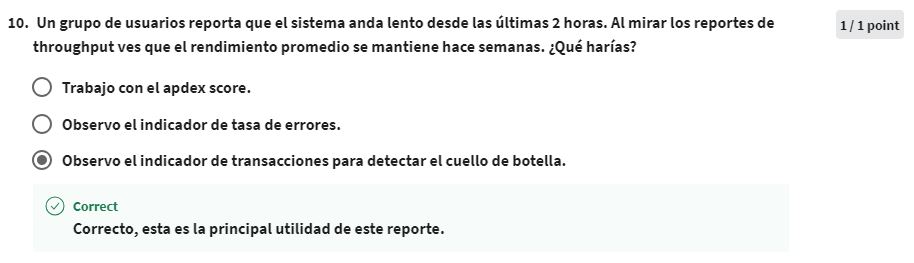 10. Un grupo de usuarios reporta que el sistema anda lento desde las últimas 2 horas. Al mirar los reportes de
1 / 1 point
throughput ves que el rendimiento promedio se mantiene hace semanas. ¿Qué harías?
Trabajo con el apdex score.
Observo el indicador de tasa de errores.
Observo el indicador de transacciones para detectar el cuello de botella.
Correct
Correcto, esta es la principal utilidad de este reporte.